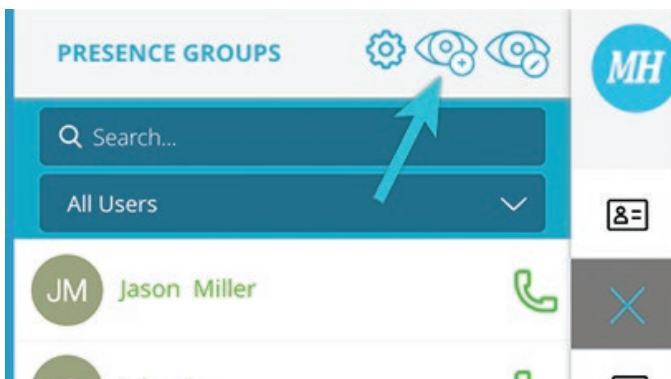 PRESENCE GROUPS
MH
Search...
All Users
JM
Jason Miller